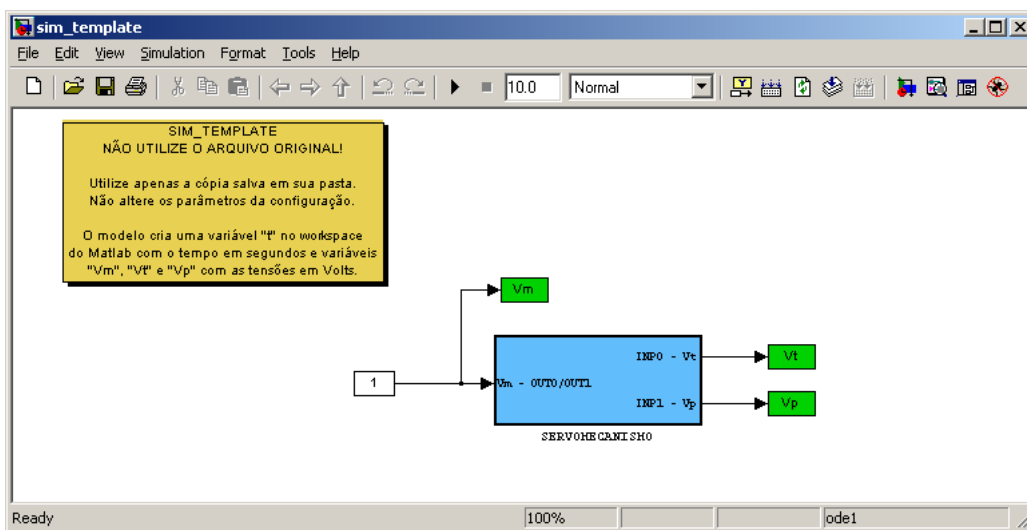 sim_template
File Edit View Simulation Format Tools Help
10.0 Normal
SIM_TEMPLATE
NÃO UTILIZE O ARQUIVO ORIGINAL!
Utilize apenas a cópia salva em sua pasta.
Não altere os parâmetros da configuração.
O modelo cria uma variável "t" no workspace
do Matlab com o tempo em segundos e variáveis
"Vm", "Vt" e "Vp" com as tensões em Volts.
Vm
INP0 - Vt
Vt
1
Vm - OUT0/OUT1
INP1 - Vp
Vp
SERVOMECANISMO
Ready 100% ode1